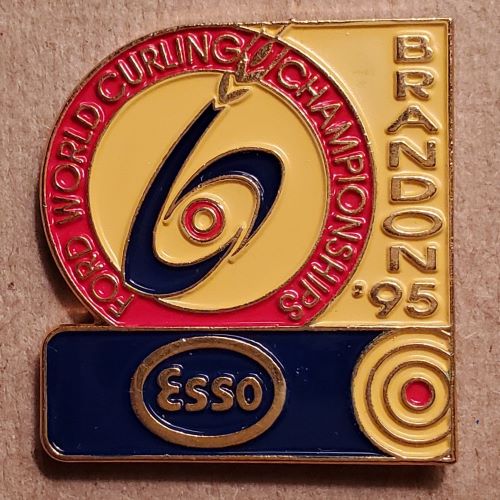 FORD WORLD CURLING CHAMPIONSHIPS
BRANDON '95
Esso